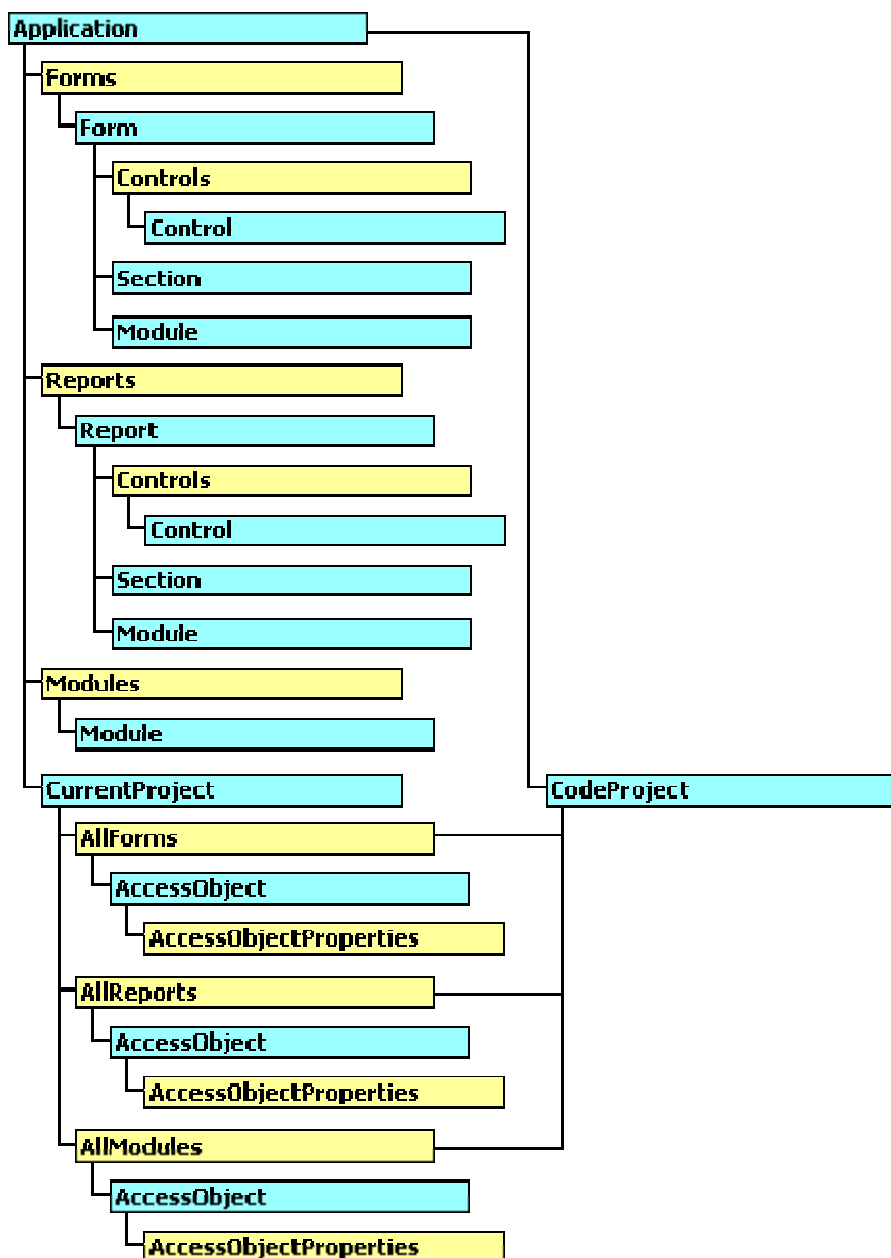 Application
Forms
Form
Controls
Control
Section
Module
Reports
Report
Controls
Control
Section
Module
Modules
Module
CurrentProject
CodeProject
AllForms
AccessObject
AccessObjectProperties
AllReports
AccessObject
AccessObjectProperties
AllModules
AccessObject
AccessObjectProperties